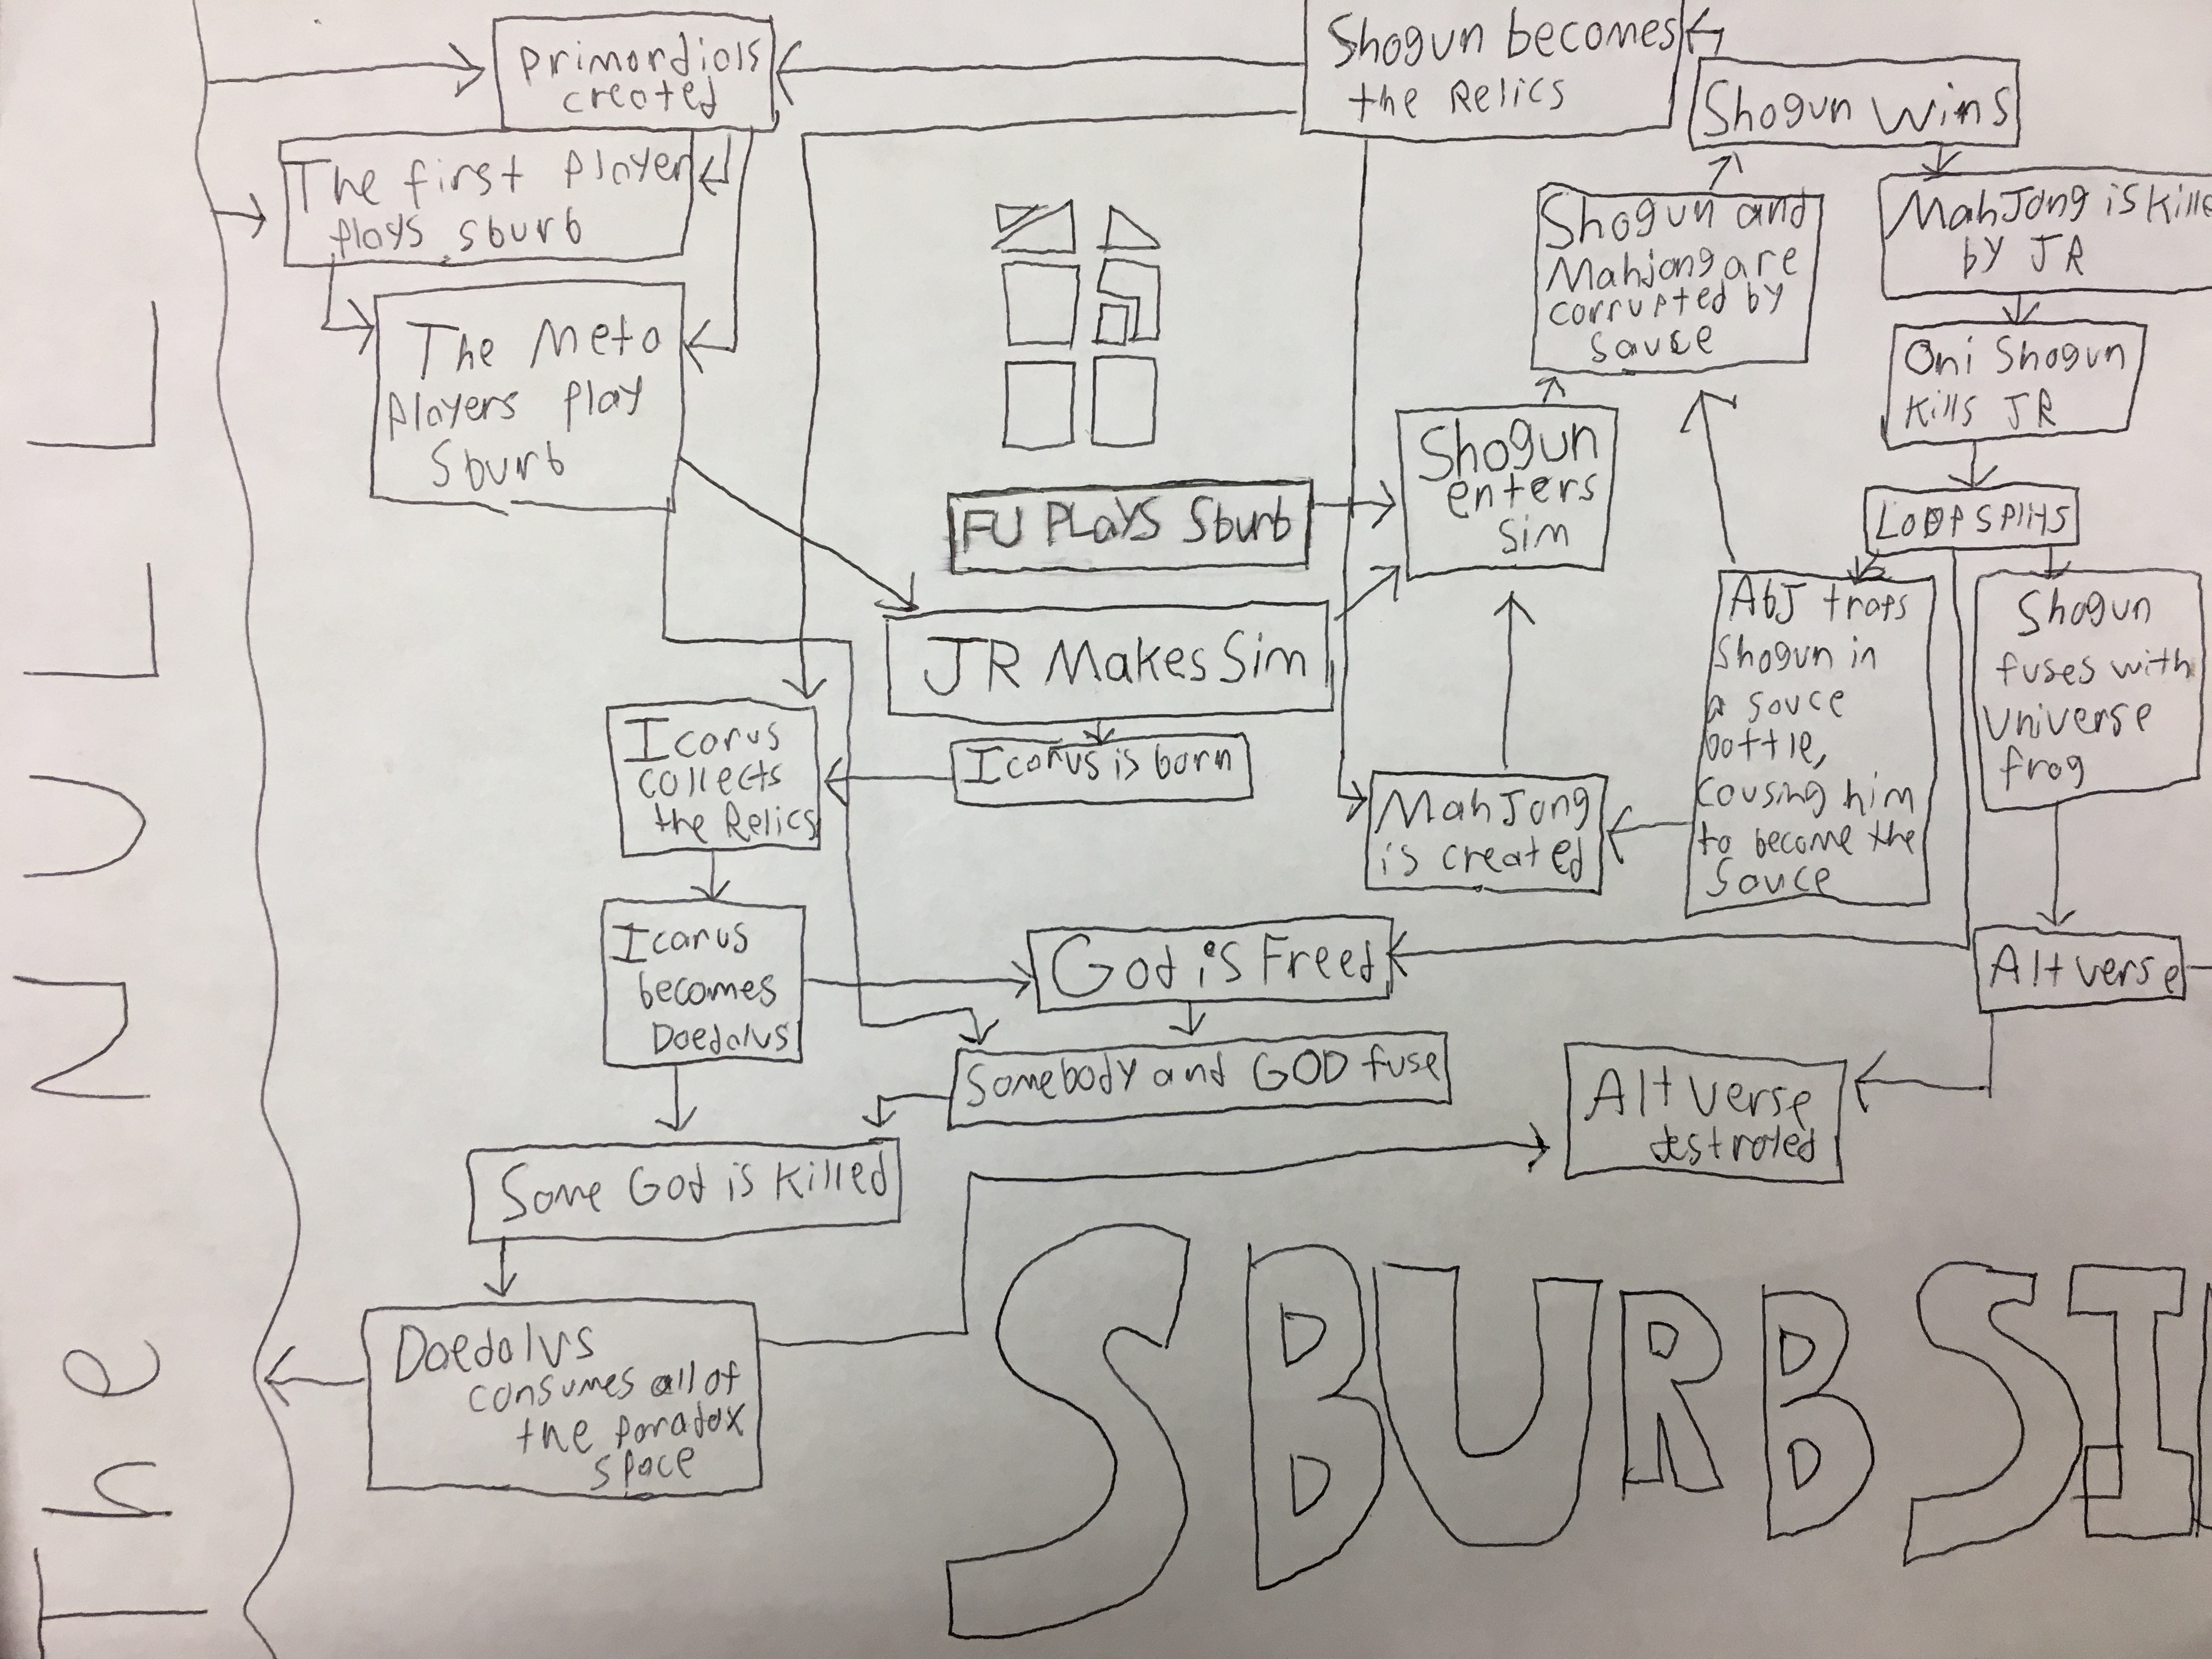 The NULL
Primordials
created
The first player
plays sburb
The Meta
players play
Sburb
Icarus
collects
the Relics
Icarus
becomes
Daedalus
Some God is Killed
Daedalus
consumes all of
the paradox
space
FU PLays Sburb
JR Makes Sim
Icarus is born
God is Freed
Somebody and GOD fuse
Shogun becomes
the Relics
Shogun
enters
Sim
MahJong
is created
Shogun and
Mahjong are
corrupted by
sauce
Shogun wins
AbJ traps
Shogun in
a sauce
bottle,
causing him
to become the
sauce
Alt Verse
destroyed
MahJong is kille
by JR
Oni Shogun
Kills JR
splits
Shogun
fuses with
Universe
frog
Alt verse
SBURB SI